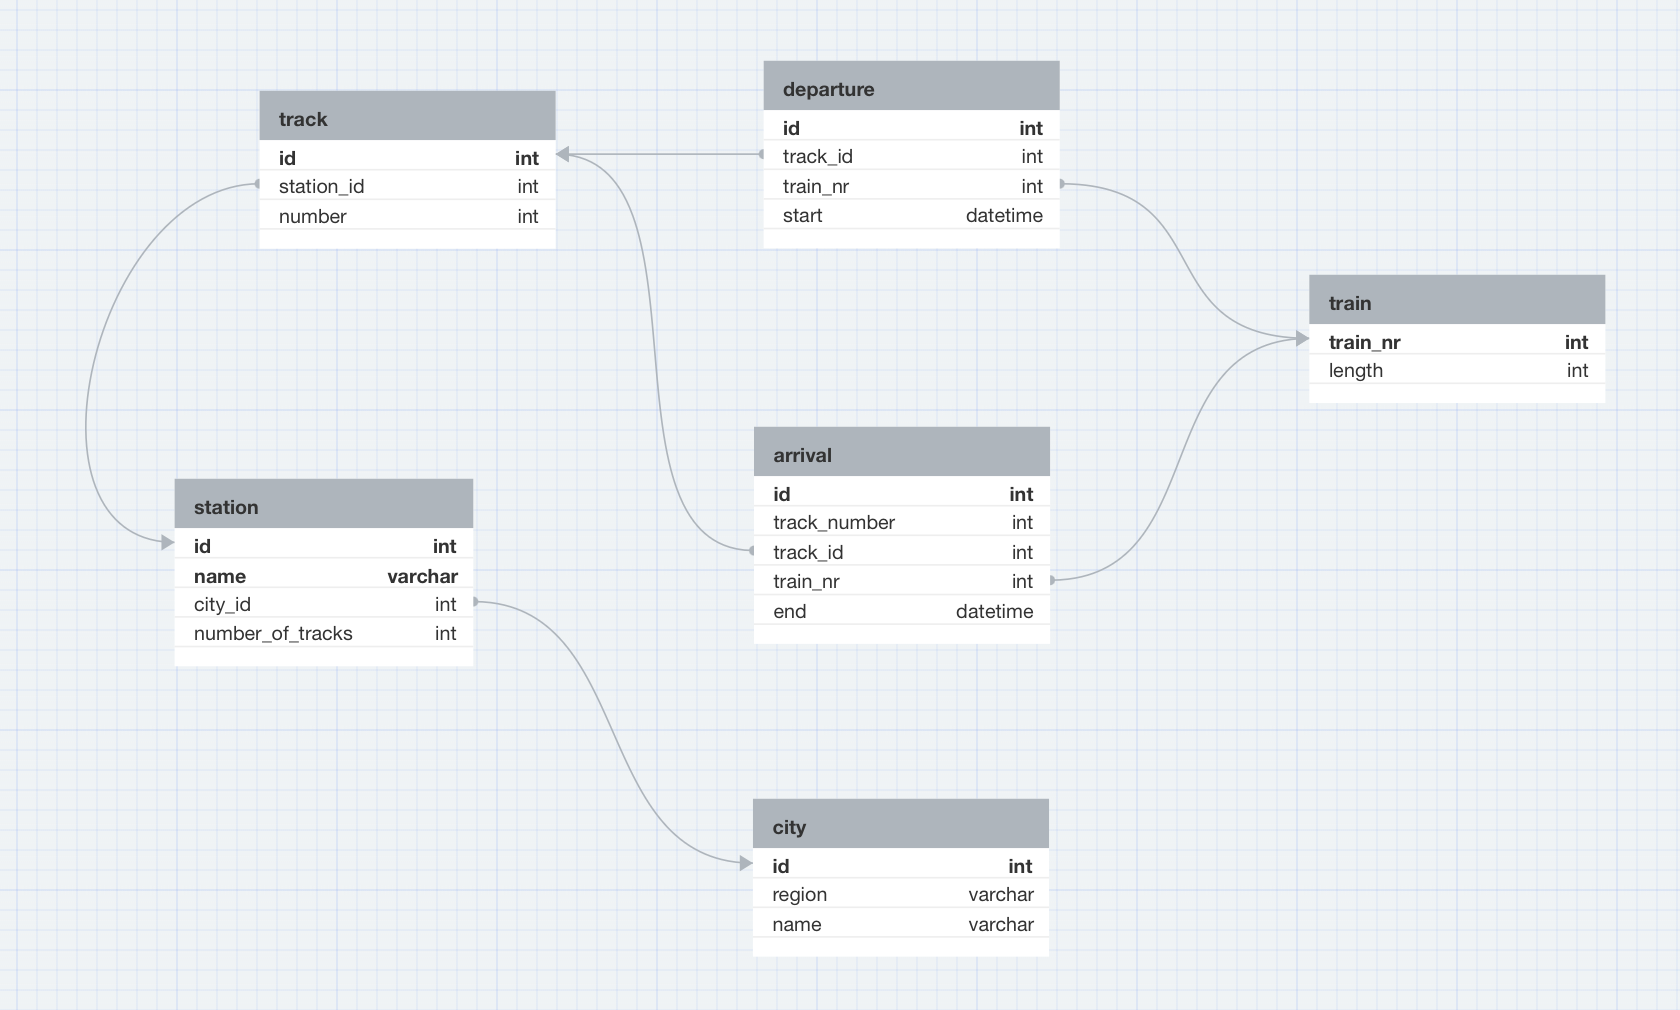 track
id int
station_id int
number int
departure
id int
track_id int
train_nr int
start datetime
train
train_nr int
length int
arrival
id int
track_number int
track_id int
train_nr int
end datetime
station
id int
name varchar
city_id int
number_of_tracks int
city
id int
region varchar
name varchar